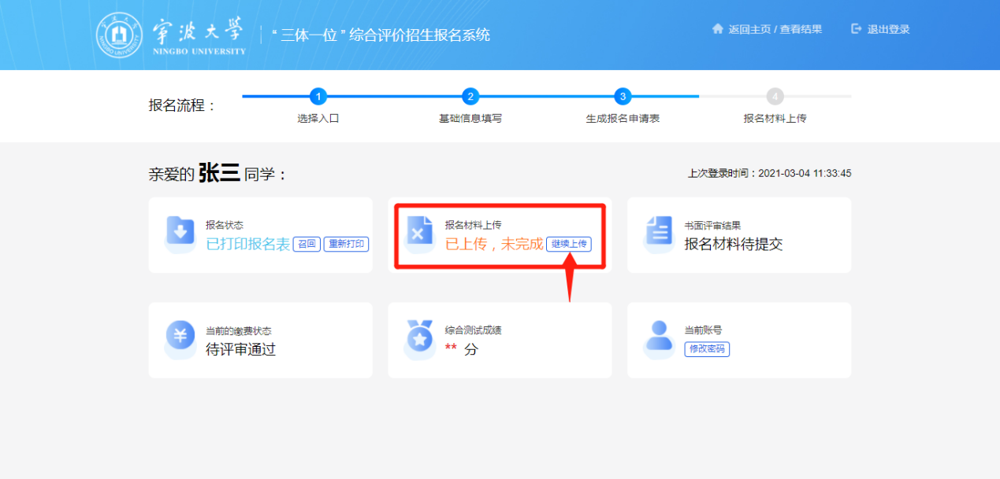 宁波大学
NINGBO UNIVERSITY
“三体一位”综合评价招生报名系统
返回主页 / 查看结果
退出登录
报名流程：
1
2
3
4
选择入口
基础信息填写
生成报名申请表
报名材料上传
亲爱的 张三 同学：
上次登录时间：2021-03-04 11:33:45
报名状态
已打印报名表 召回 重新打印
报名材料上传
已上传，未完成 继续上传
书面评审结果
报名材料待提交
当前的缴费状态
待评审通过
综合测试成绩
** 分
当前账号
修改密码